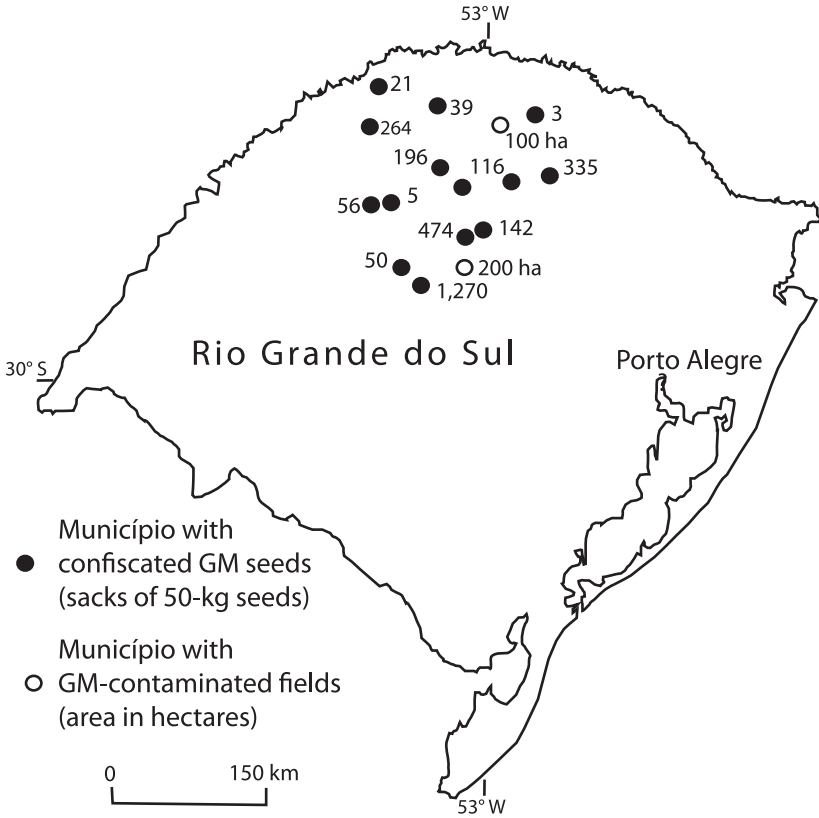 53° W
21
39
3
264
100 ha
196
116
335
56
5
474
142
50
200 ha
1,270
Rio Grande do Sul
30° S
Porto Alegre
Município with
confiscated GM seeds
(sacks of 50-kg seeds)
Município with
GM-contaminated fields
(area in hectares)
0
150 km
53° W